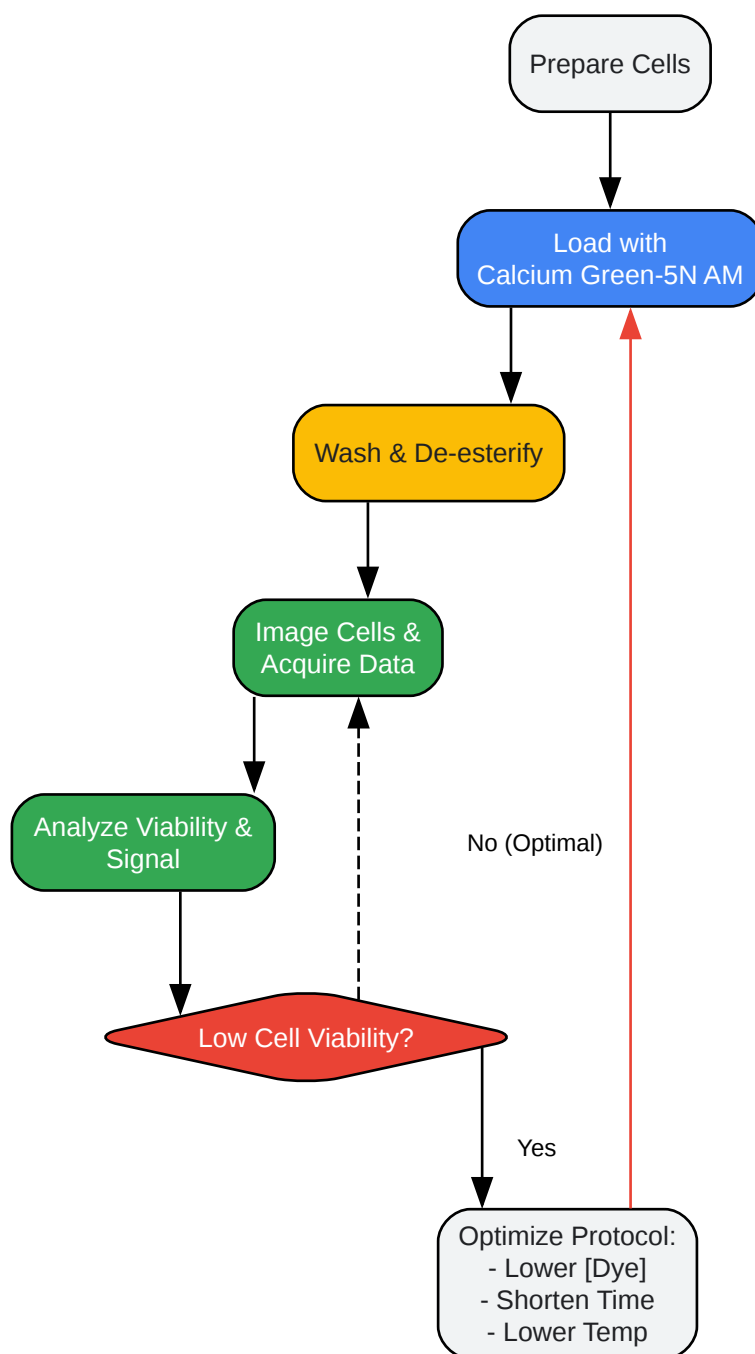 Prepare Cells
Load with
Calcium Green-5N AM
Wash & De-esterify
Image Cells &
Acquire Data
Analyze Viability &
Signal
No (Optimal)
Low Cell Viability?
Yes
Optimize Protocol:
- Lower [Dye]
- Shorten Time
- Lower Temp